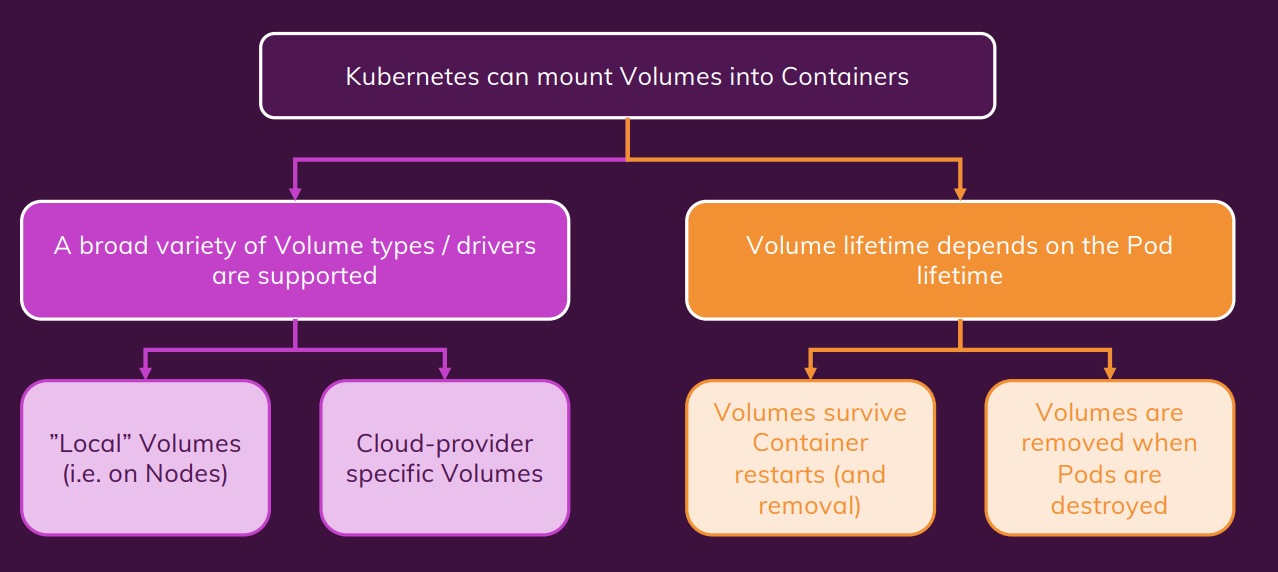 Kubernetes can mount Volumes into Containers
A broad variety of Volume types / drivers
are supported
Volume lifetime depends on the Pod
lifetime
”Local” Volumes
(i.e. on Nodes)
Cloud-provider
specific Volumes
Volumes survive
Container
restarts (and
removal)
Volumes are
removed when
Pods are
destroyed